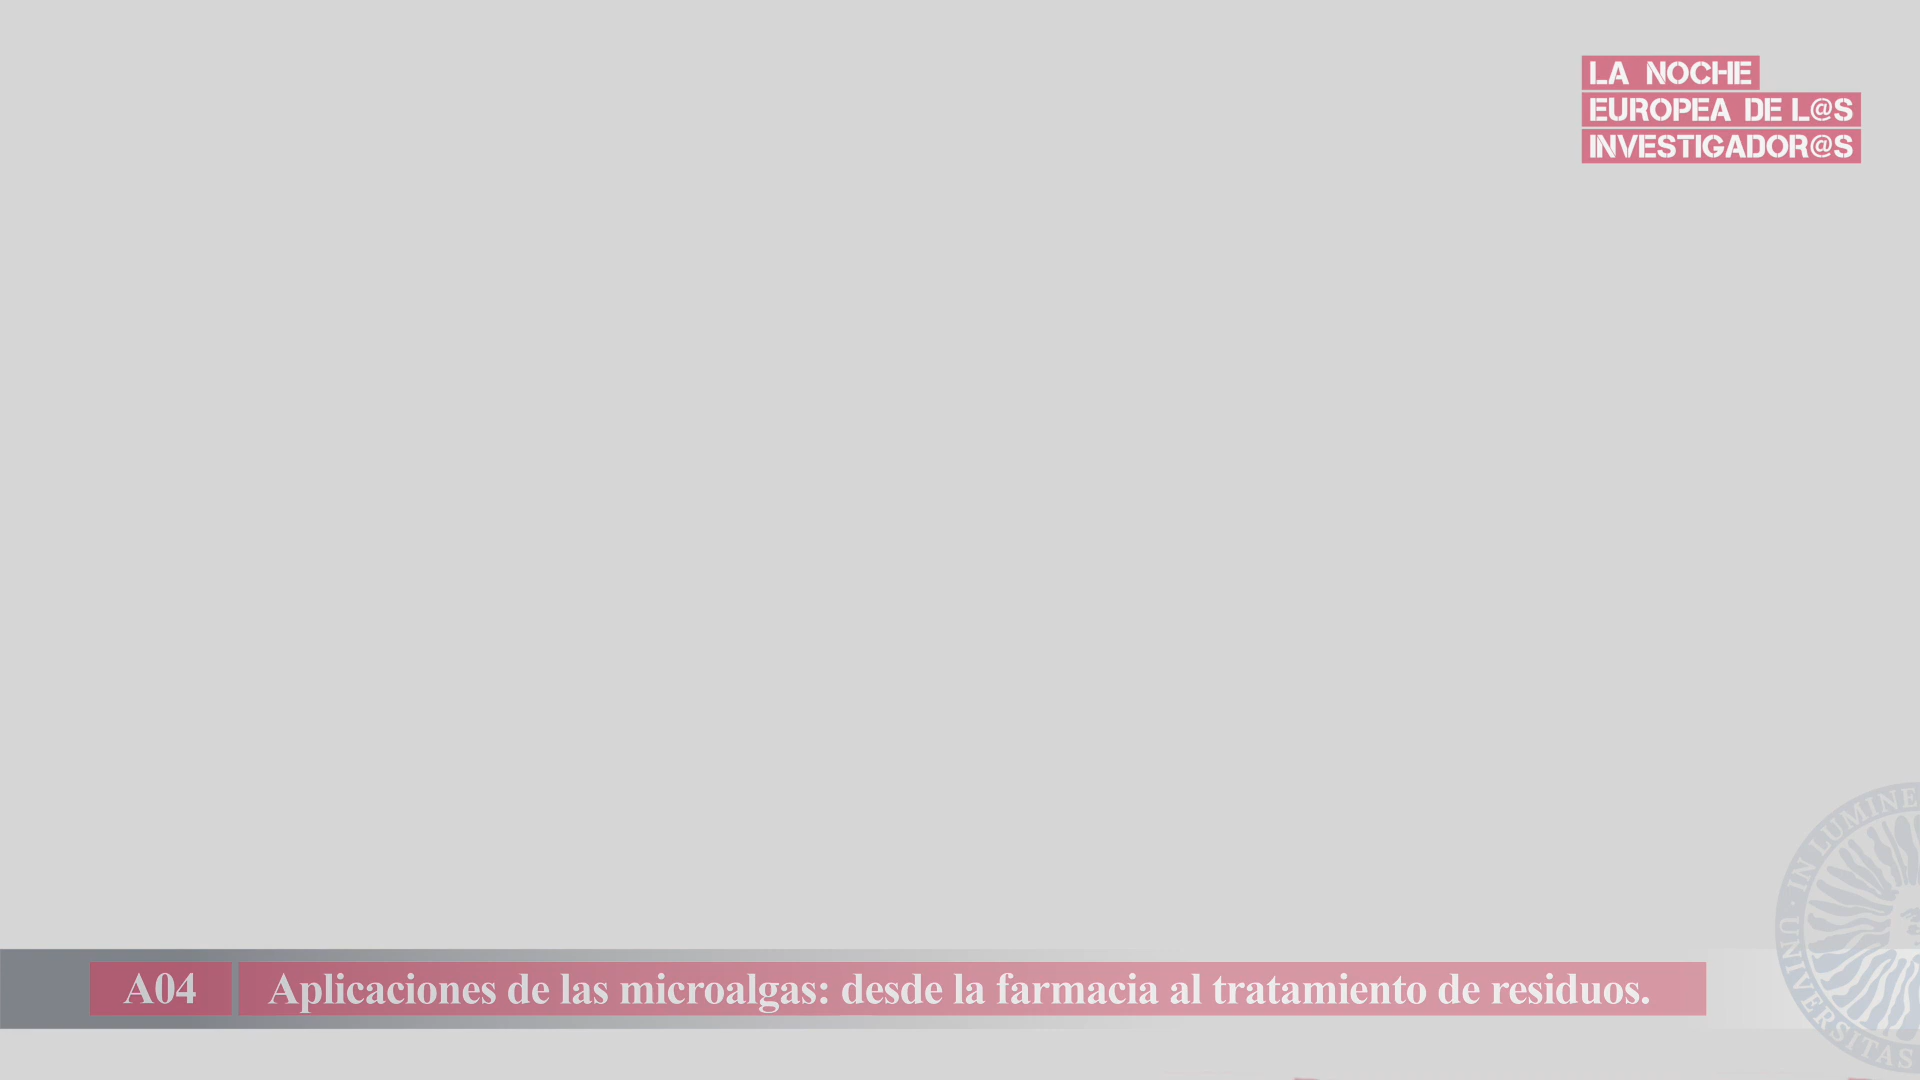 LA NOCHE
EUROPEA DE L@S
INVESTIGADOR@S
IN LUMINE
UNIVERSITAS
A04 Aplicaciones de las microalgas: desde la farmacia al tratamiento de residuos.